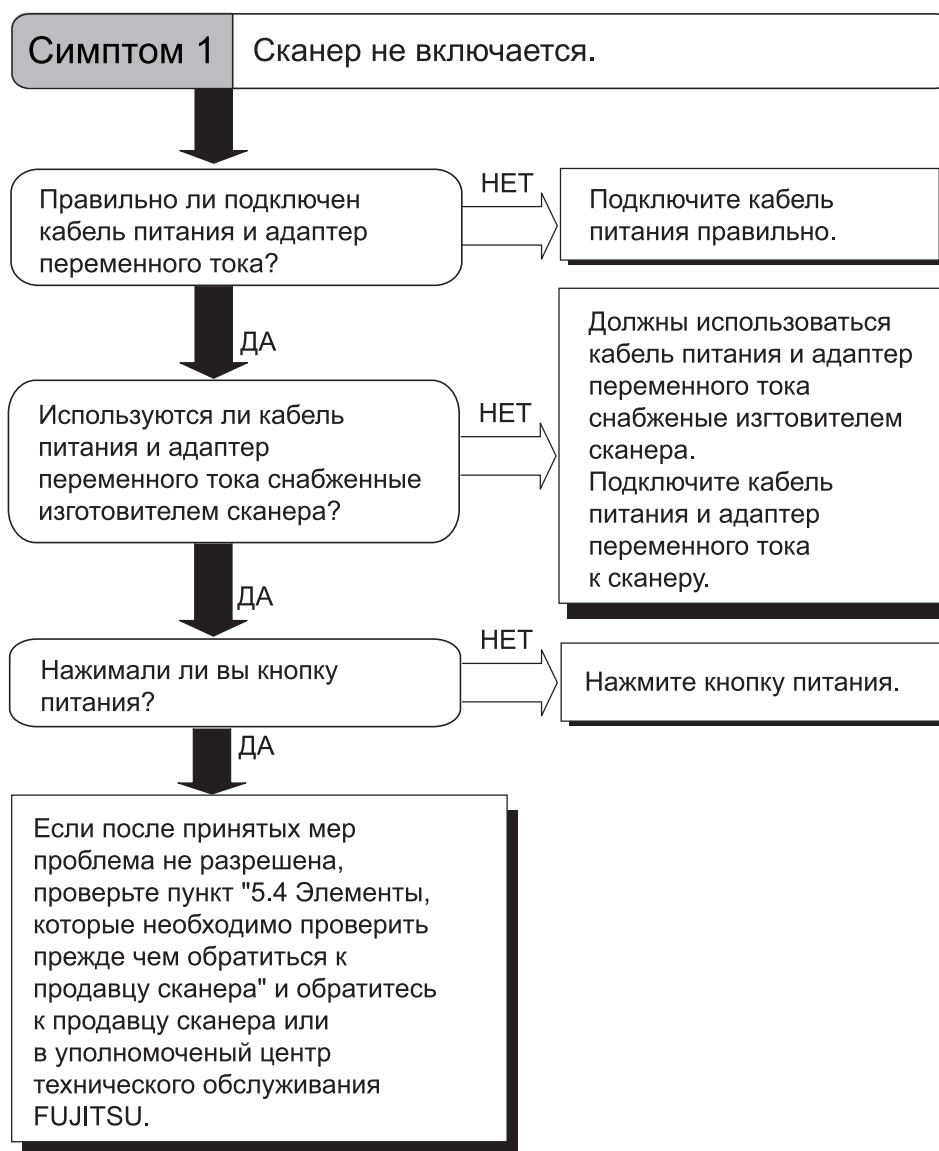 Симптом 1
Сканер не включается.
Правильно ли подключен
кабель питания и адаптер
переменного тока?
НЕТ
Подключите кабель
питания правильно.
ДА
Используются ли кабель
питания и адаптер
переменного тока снабженные
изготовителем сканера?
НЕТ
Должны использоваться
кабель питания и адаптер
переменного тока
снабженые изгтовителем
сканера.
Подключите кабель
питания и адаптер
переменного тока
к сканеру.
ДА
Нажимали ли вы кнопку
питания?
НЕТ
Нажмите кнопку питания.
ДА
Если после принятых мер
проблема не разрешена,
проверьте пункт "5.4 Элементы,
которые необходимо проверить
прежде чем обратиться к
продавцу сканера" и обратитесь
к продавцу сканера или
в уполномоченый центр
технического обслуживания
FUJITSU.